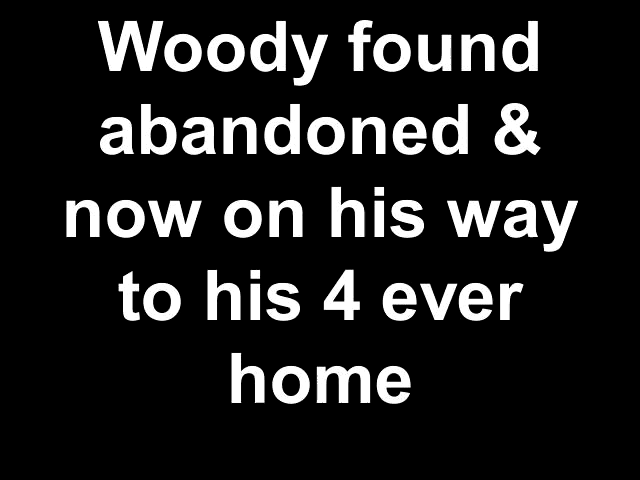 Woody found
abandoned &
now on his way
to his 4 ever
home